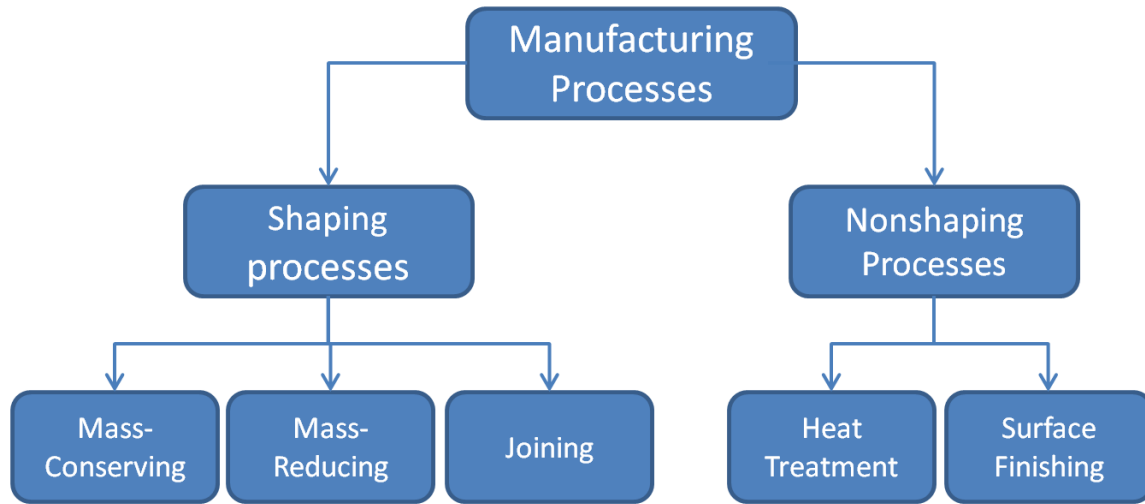 Manufacturing
Processes
Shaping
processes
Nonshaping
Processes
Mass-
Conserving
Mass-
Reducing
Joining
Heat
Treatment
Surface
Finishing